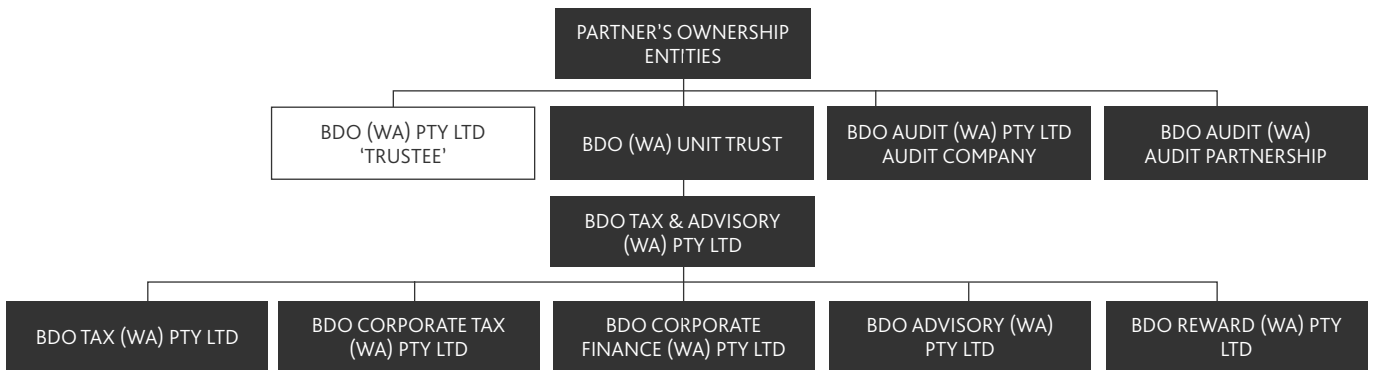 PARTNER’S OWNERSHIP
ENTITIES
BDO (WA) PTY LTD
‘TRUSTEE’
BDO (WA) UNIT TRUST
BDO AUDIT (WA) PTY LTD
AUDIT COMPANY
BDO AUDIT (WA)
AUDIT PARTNERSHIP
BDO TAX & ADVISORY
(WA) PTY LTD
BDO TAX (WA) PTY LTD
BDO CORPORATE TAX
(WA) PTY LTD
BDO CORPORATE
FINANCE (WA) PTY LTD
BDO ADVISORY (WA)
PTY LTD
BDO REWARD (WA) PTY
LTD